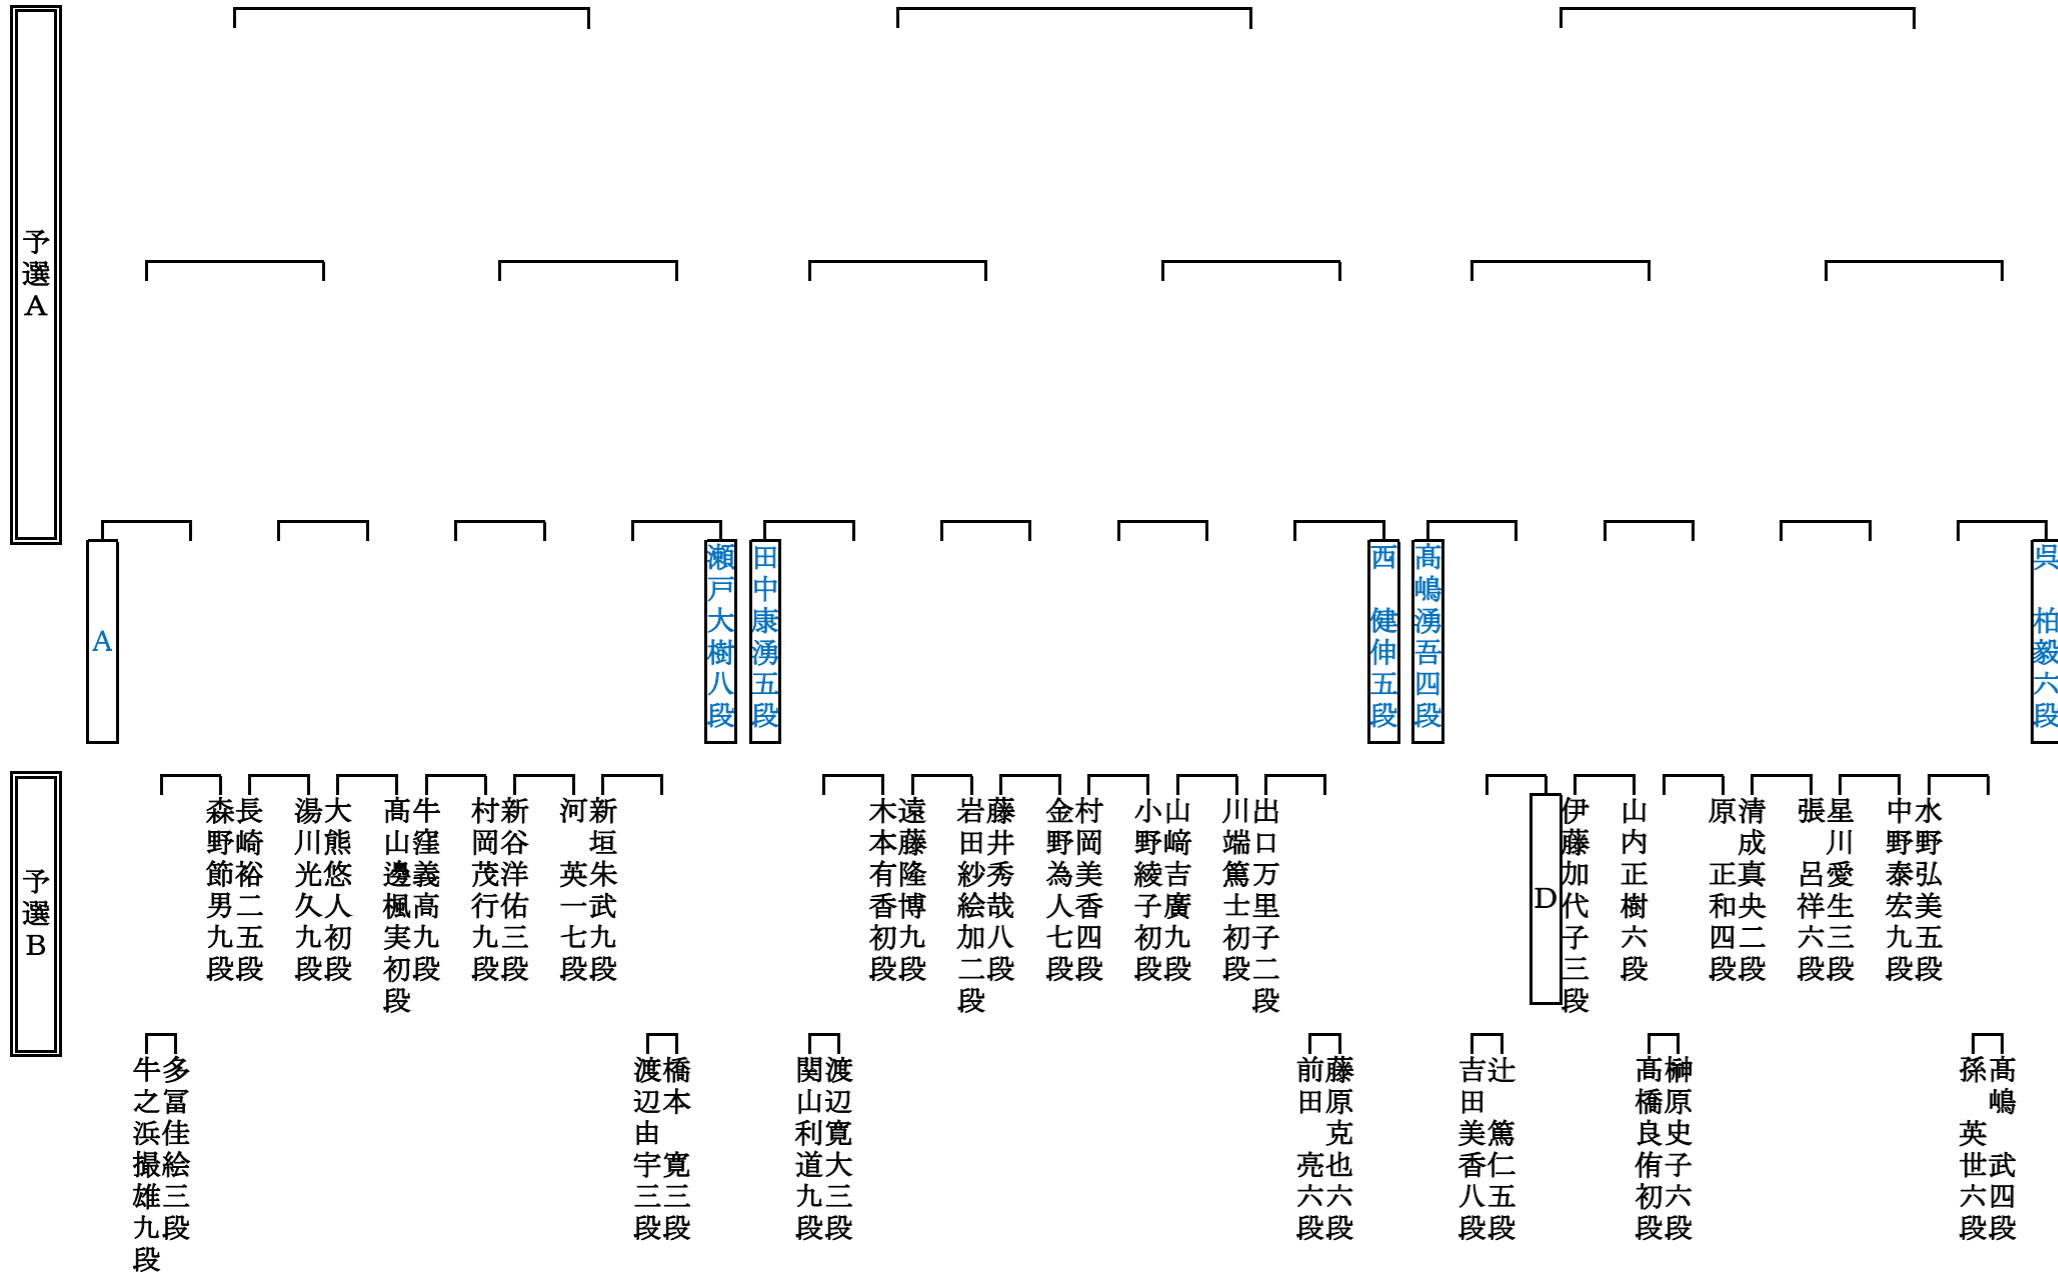 予選A
A
瀬戸大樹八段
田中康湧五段
西　健伸五段
髙嶋湧吾四段
呉　柏毅六段
予選B
森野節男九段
長崎裕二五段
湯川光久九段
大熊悠人初段
髙山邊楓実初段
牛窪義高九段
村岡茂行九段
新谷洋佑三段
河　英一七段
新垣朱武九段
木本有香初段
遠藤隆博九段
岩田紗絵加二段
藤井秀哉八段
金野為人七段
村岡美香四段
小野綾子初段
山﨑吉廣九段
川端篤士初段
出口万里子二段
D
伊藤加代子三段
山内正樹六段
原　正和四段
清成真央二段
張　呂祥六段
星川愛生三段
中野泰宏九段
水野弘美五段
牛之浜撮雄九段
多冨佳絵三段
渡辺由宇三段
橋本　寛三段
関山利道九段
渡辺寛大三段
前田　亮六段
藤原克也六段
吉田美香八段
辻　篤仁五段
髙橋良侑初段
榊原史子六段
孫　英世六段
髙嶋　武四段